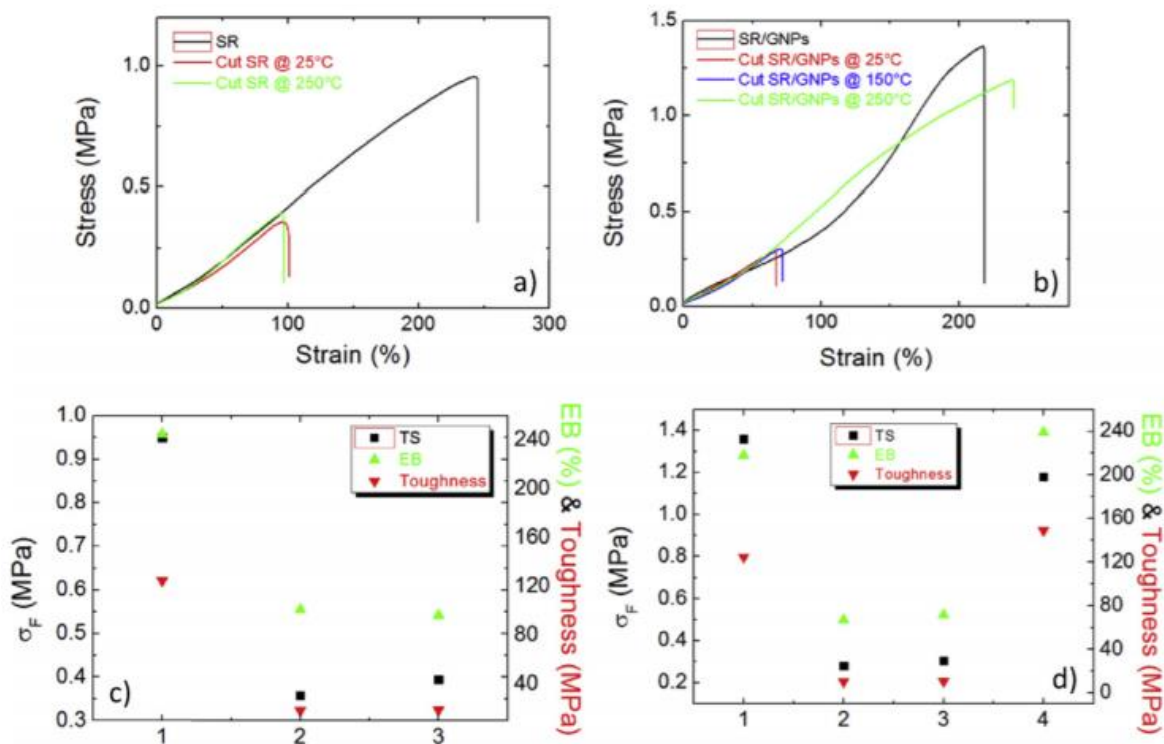 SR
Cut SR @ 25°C
Cut SR @ 250°C
1.0
0.5
0.0
Stress (MPa)
0 100 200 300
Strain (%)
a)
SR/GNPs
Cut SR/GNPs @ 25°C
Cut SR/GNPs @ 150°C
Cut SR/GNPs @ 250°C
1.5
1.0
0.5
0.0
Stress (MPa)
0 100 200
Strain (%)
b)
TS
EB
Toughness
1.0
0.9
0.8
0.7
0.6
0.5
0.4
0.3
σF (MPa)
1 2 3
240
200
160
120
80
40
EB (%) & Toughness (MPa)
c)
TS
EB
Toughness
1.4
1.2
1.0
0.8
0.6
0.4
0.2
σF (MPa)
1 2 3 4
240
200
160
120
80
40
0
EB (%) & Toughness (MPa)
d)